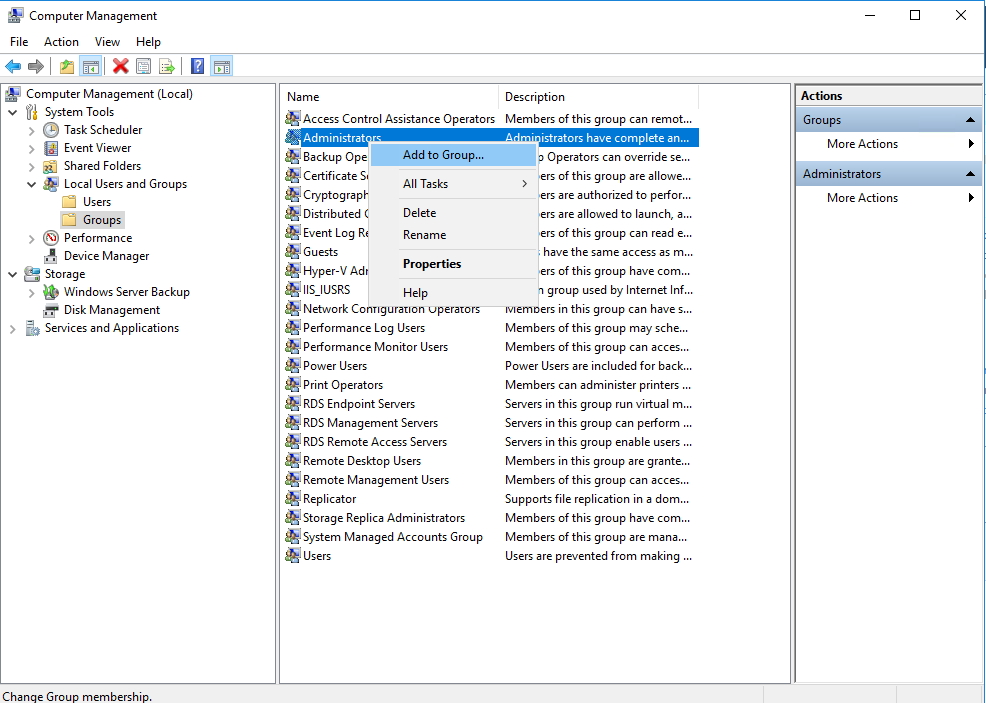 Computer Management
File Action View Help
Computer Management (Local)
System Tools
Task Scheduler
Event Viewer
Shared Folders
Local Users and Groups
Users
Groups
Performance
Device Manager
Storage
Windows Server Backup
Disk Management
Services and Applications
Name Description
Access Control Assistance Operators Members of this group can remot...
Administrators Administrators have complete an...
Backup Ope p Operators can override se...
Certificate Se ers of this group are allowe...
Cryptograph ers are authorized to perfor...
Distributed C ers are allowed to launch, a...
Event Log Re ers of this group can read e...
Guests have the same access as m...
Hyper-V Adr ers of this group have com...
IIS_IUSRS n group used by Internet Inf...
Network Configuration Operators Members in this group can have s...
Performance Log Users Members of this group may sche...
Performance Monitor Users Members of this group can acces...
Power Users Power Users are included for back...
Print Operators Members can administer printers ...
RDS Endpoint Servers Servers in this group run virtual m...
RDS Management Servers Servers in this group can perform ...
RDS Remote Access Servers Servers in this group enable users ...
Remote Desktop Users Members in this group are grante...
Remote Management Users Members of this group can acces...
Replicator Supports file replication in a dom...
Storage Replica Administrators Members of this group have com...
System Managed Accounts Group Members of this group are mana...
Users Users are prevented from making ...
Add to Group...
All Tasks
Delete
Rename
Properties
Help
Actions
Groups
More Actions
Administrators
More Actions
Change Group membership.